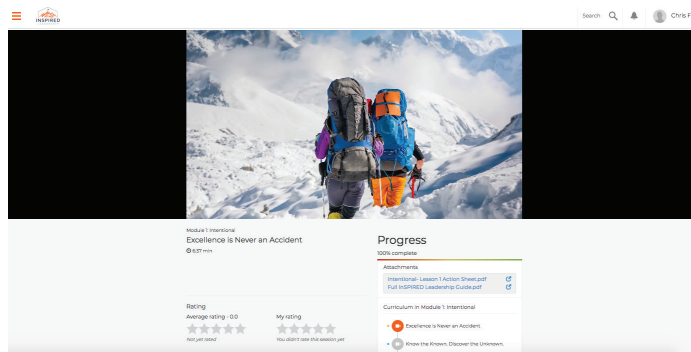 INSPIRED
Search
Chris F
Module 1: Intentional
Excellence is Never an Accident
6:37 min
Progress
100% complete
Attachments
Intentional- Lesson 1 Action Sheet.pdf
Full INSPIRED Leadership Guide.pdf
Rating
Average rating - 0.0
My rating
Not yet rated
You didn't rate this session yet
Curriculum in Module 1: Intentional
Excellence is Never an Accident
Know the Known. Discover the Unknown.